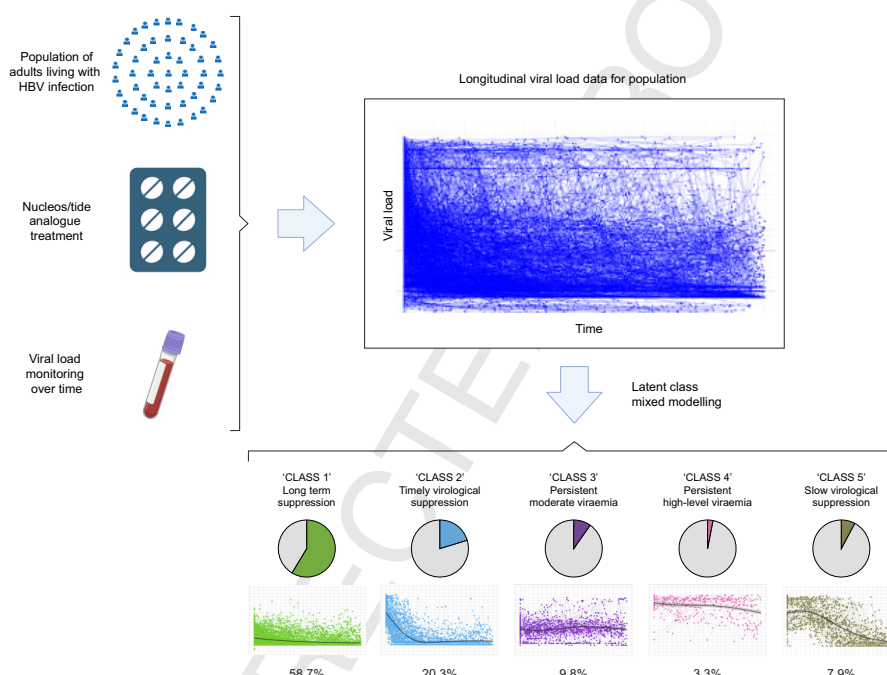 Population of
adults living with
HBV infection
Nucleos/tide
analogue
treatment
Viral load
monitoring
over time
Longitudinal viral load data for population
Viral load
Time
Latent class
mixed modelling
'CLASS 1'
Long term
suppression
'CLASS 2'
Timely virological
suppression
'CLASS 3'
Persistent
moderate viraemia
'CLASS 4'
Persistent
high-level viraemia
'CLASS 5'
Slow virological
suppression
58.7%
20.3%
9.8%
3.3%
7.9%